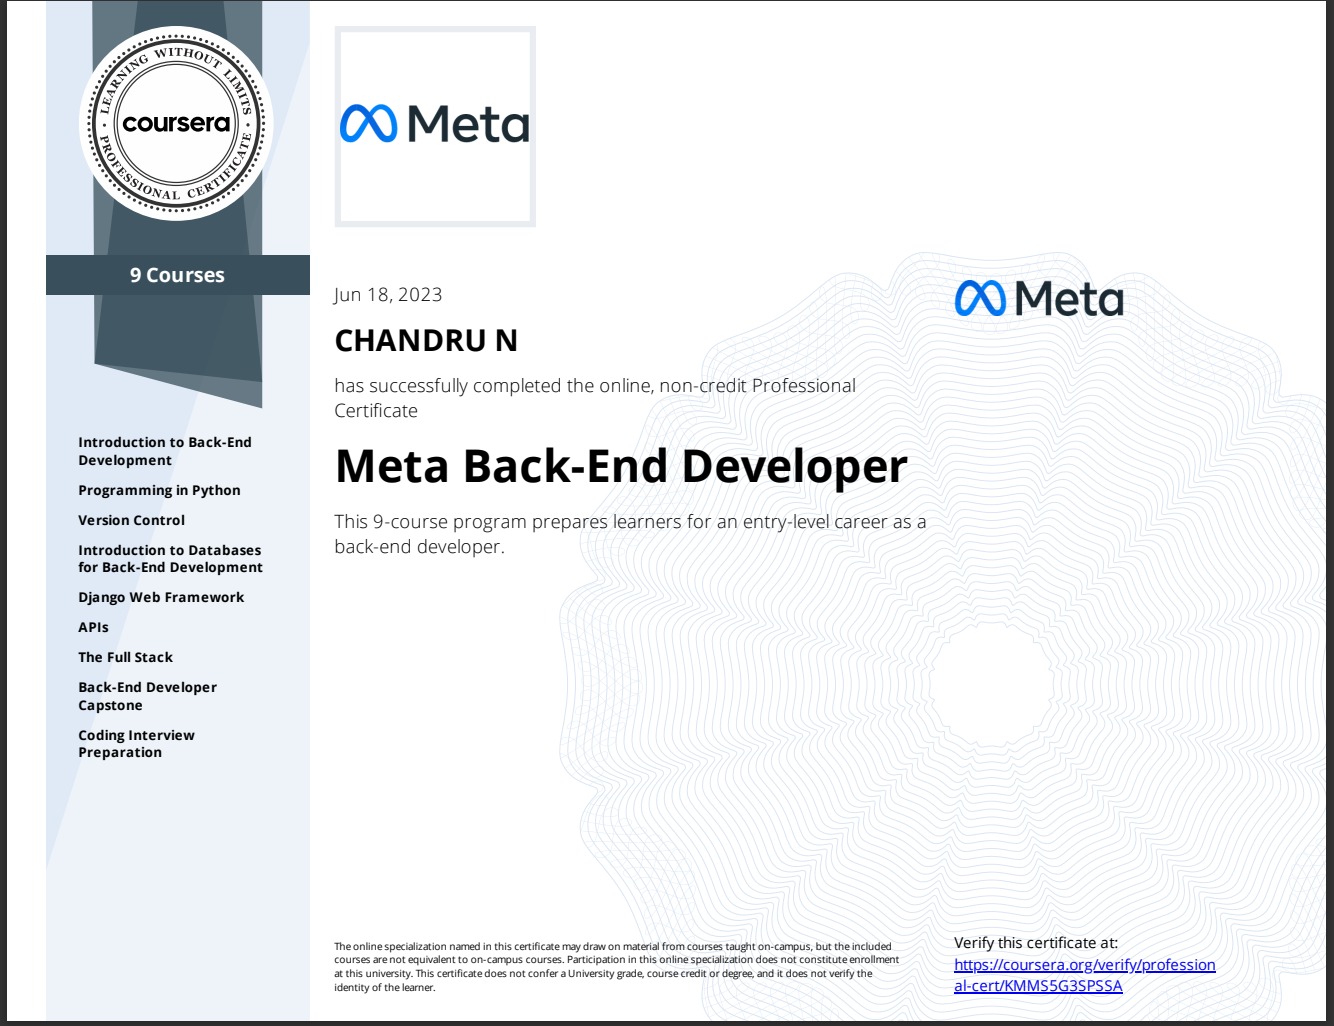 LEARNING WITHOUT LIMITS
coursera
PROFESSIONAL CERTIFICATE
9 Courses
Introduction to Back-End
Development
Programming in Python
Version Control
Introduction to Databases
for Back-End Development
Django Web Framework
APIs
The Full Stack
Back-End Developer
Capstone
Coding Interview
Preparation
Meta
Jun 18, 2023
CHANDRU N
has successfully completed the online, non-credit Professional
Certificate
Meta Back-End Developer
This 9-course program prepares learners for an entry-level career as a
back-end developer.
Meta
The online specialization named in this certificate may draw on material from courses taught on-campus, but the included
courses are not equivalent to on-campus courses. Participation in this online specialization does not constitute enrollment
at this university. This certificate does not confer a University grade, course credit or degree, and it does not verify the
identity of the learner.
Verify this certificate at:
https://coursera.org/verify/profession
al-cert/KMMS5G3SPSSA